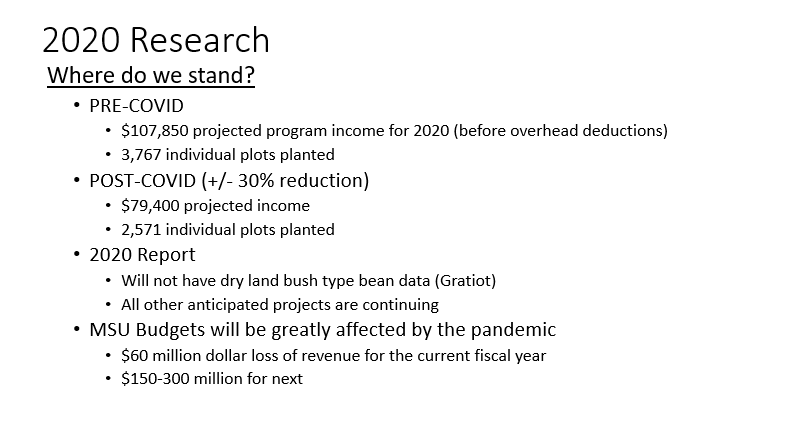 2020 Research
Where do we stand?
• PRE-COVID
• $107,850 projected program income for 2020 (before overhead deductions)
• 3,767 individual plots planted
• POST-COVID (+/- 30% reduction)
• $79,400 projected income
• 2,571 individual plots planted
• 2020 Report
• Will not have dry land bush type bean data (Gratiot)
• All other anticipated projects are continuing
• MSU Budgets will be greatly affected by the pandemic
• $60 million dollar loss of revenue for the current fiscal year
• $150-300 million for next